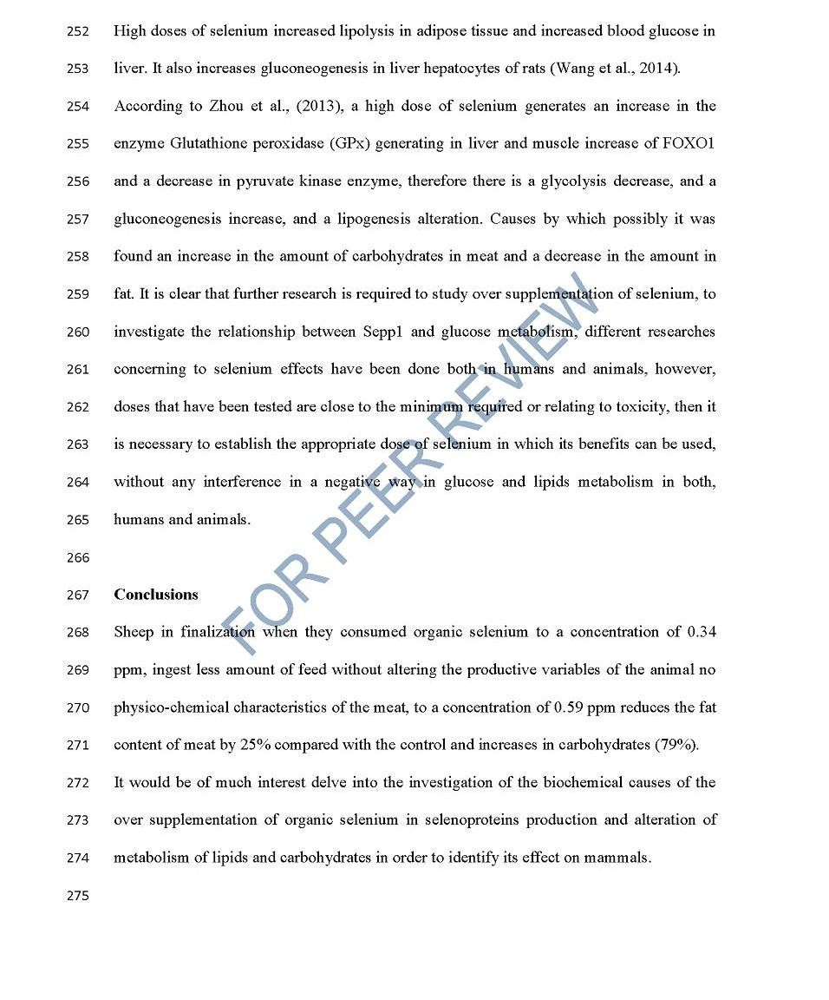 252 High doses of selenium increased lipolysis in adipose tissue and increased blood glucose in
253 liver. It also increases gluconeogenesis in liver hepatocytes of rats (Wang et al., 2014).
254 According to Zhou et al., (2013), a high dose of selenium generates an increase in the
255 enzyme Glutathione peroxidase (GPx) generating in liver and muscle increase of FOXO1
256 and a decrease in pyruvate kinase enzyme, therefore there is a glycolysis decrease, and a
257 gluconeogenesis increase, and a lipogenesis alteration. Causes by which possibly it was
258 found an increase in the amount of carbohydrates in meat and a decrease in the amount in
259 fat. It is clear that further research is required to study over supplementation of selenium, to
260 investigate the relationship between Sepp1 and glucose metabolism, different researches
261 concerning to selenium effects have been done both in humans and animals, however,
262 doses that have been tested are close to the minimum required or relating to toxicity, then it
263 is necessary to establish the appropriate dose of selenium in which its benefits can be used,
264 without any interference in a negative way in glucose and lipids metabolism in both,
265 humans and animals.
266
267 Conclusions
268 Sheep in finalization when they consumed organic selenium to a concentration of 0.34
269 ppm, ingest less amount of feed without altering the productive variables of the animal no
270 physico-chemical characteristics of the meat, to a concentration of 0.59 ppm reduces the fat
271 content of meat by 25% compared with the control and increases in carbohydrates (79%).
272 It would be of much interest delve into the investigation of the biochemical causes of the
273 over supplementation of organic selenium in selenoproteins production and alteration of
274 metabolism of lipids and carbohydrates in order to identify its effect on mammals.
275
FOR PEER REVIEW